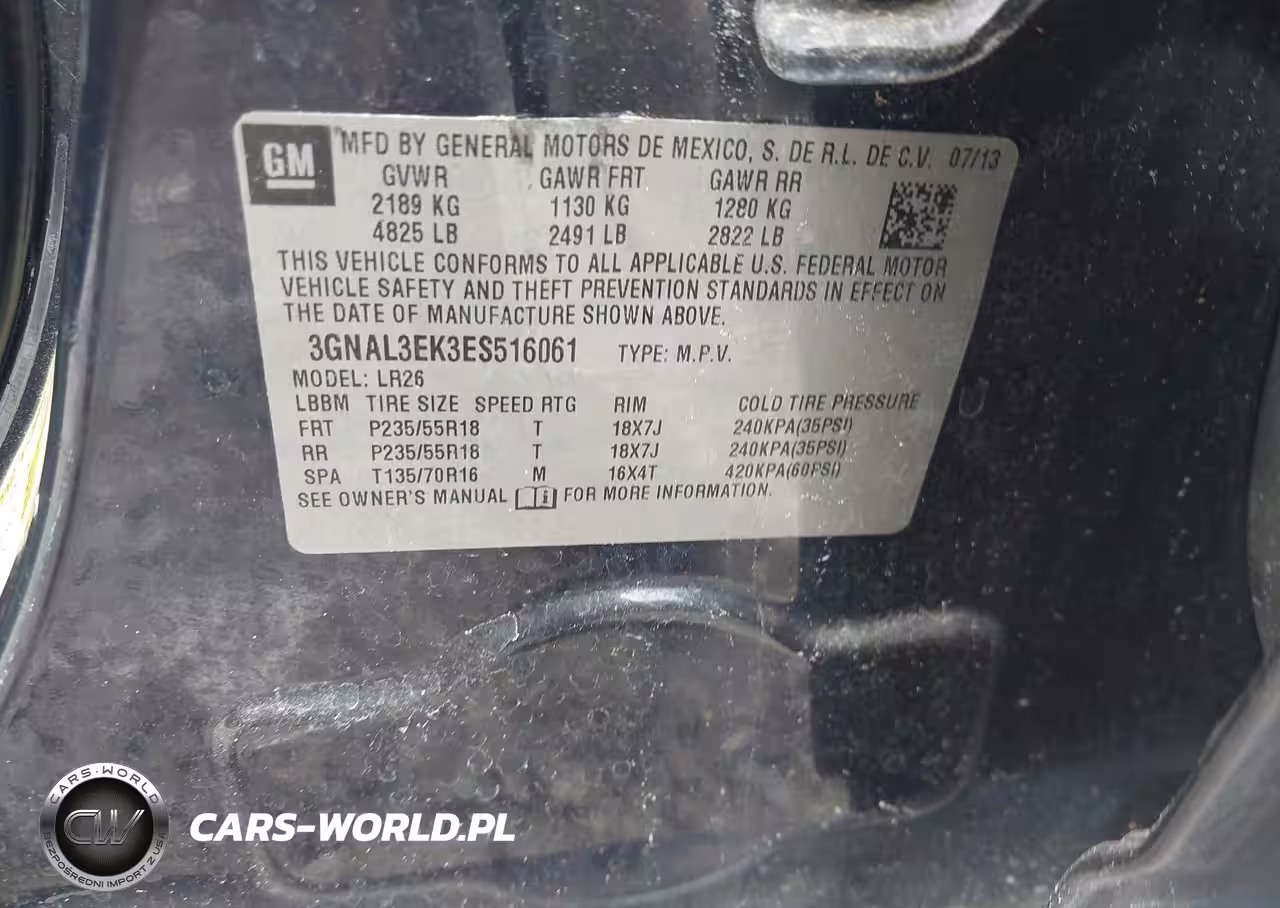 GM
MFD BY GENERAL MOTORS DE MEXICO, S. DE R.L. DE C.V. 07/13
GVWR GAWR FRT GAWR RR
2189 KG 1130 KG 1280 KG
4825 LB 2491 LB 2822 LB
THIS VEHICLE CONFORMS TO ALL APPLICABLE U.S. FEDERAL MOTOR
VEHICLE SAFETY AND THEFT PREVENTION STANDARDS IN EFFECT ON
THE DATE OF MANUFACTURE SHOWN ABOVE.
3GNAL3EK3ES516061 TYPE: M.P.V.
MODEL: LR26
LBBM TIRE SIZE SPEED RTG RIM COLD TIRE PRESSURE
FRT P235/55R18 T 18X7J 240KPA(35PSI)
RR P235/55R18 T 18X7J 240KPA(35PSI)
SPA T135/70R16 M 16X4T 420KPA(60PSI)
SEE OWNER'S MANUAL FOR MORE INFORMATION.
CARS-WORLD
CW
BEZPOŚREDNI IMPORT Z USA
CARS-WORLD.PL